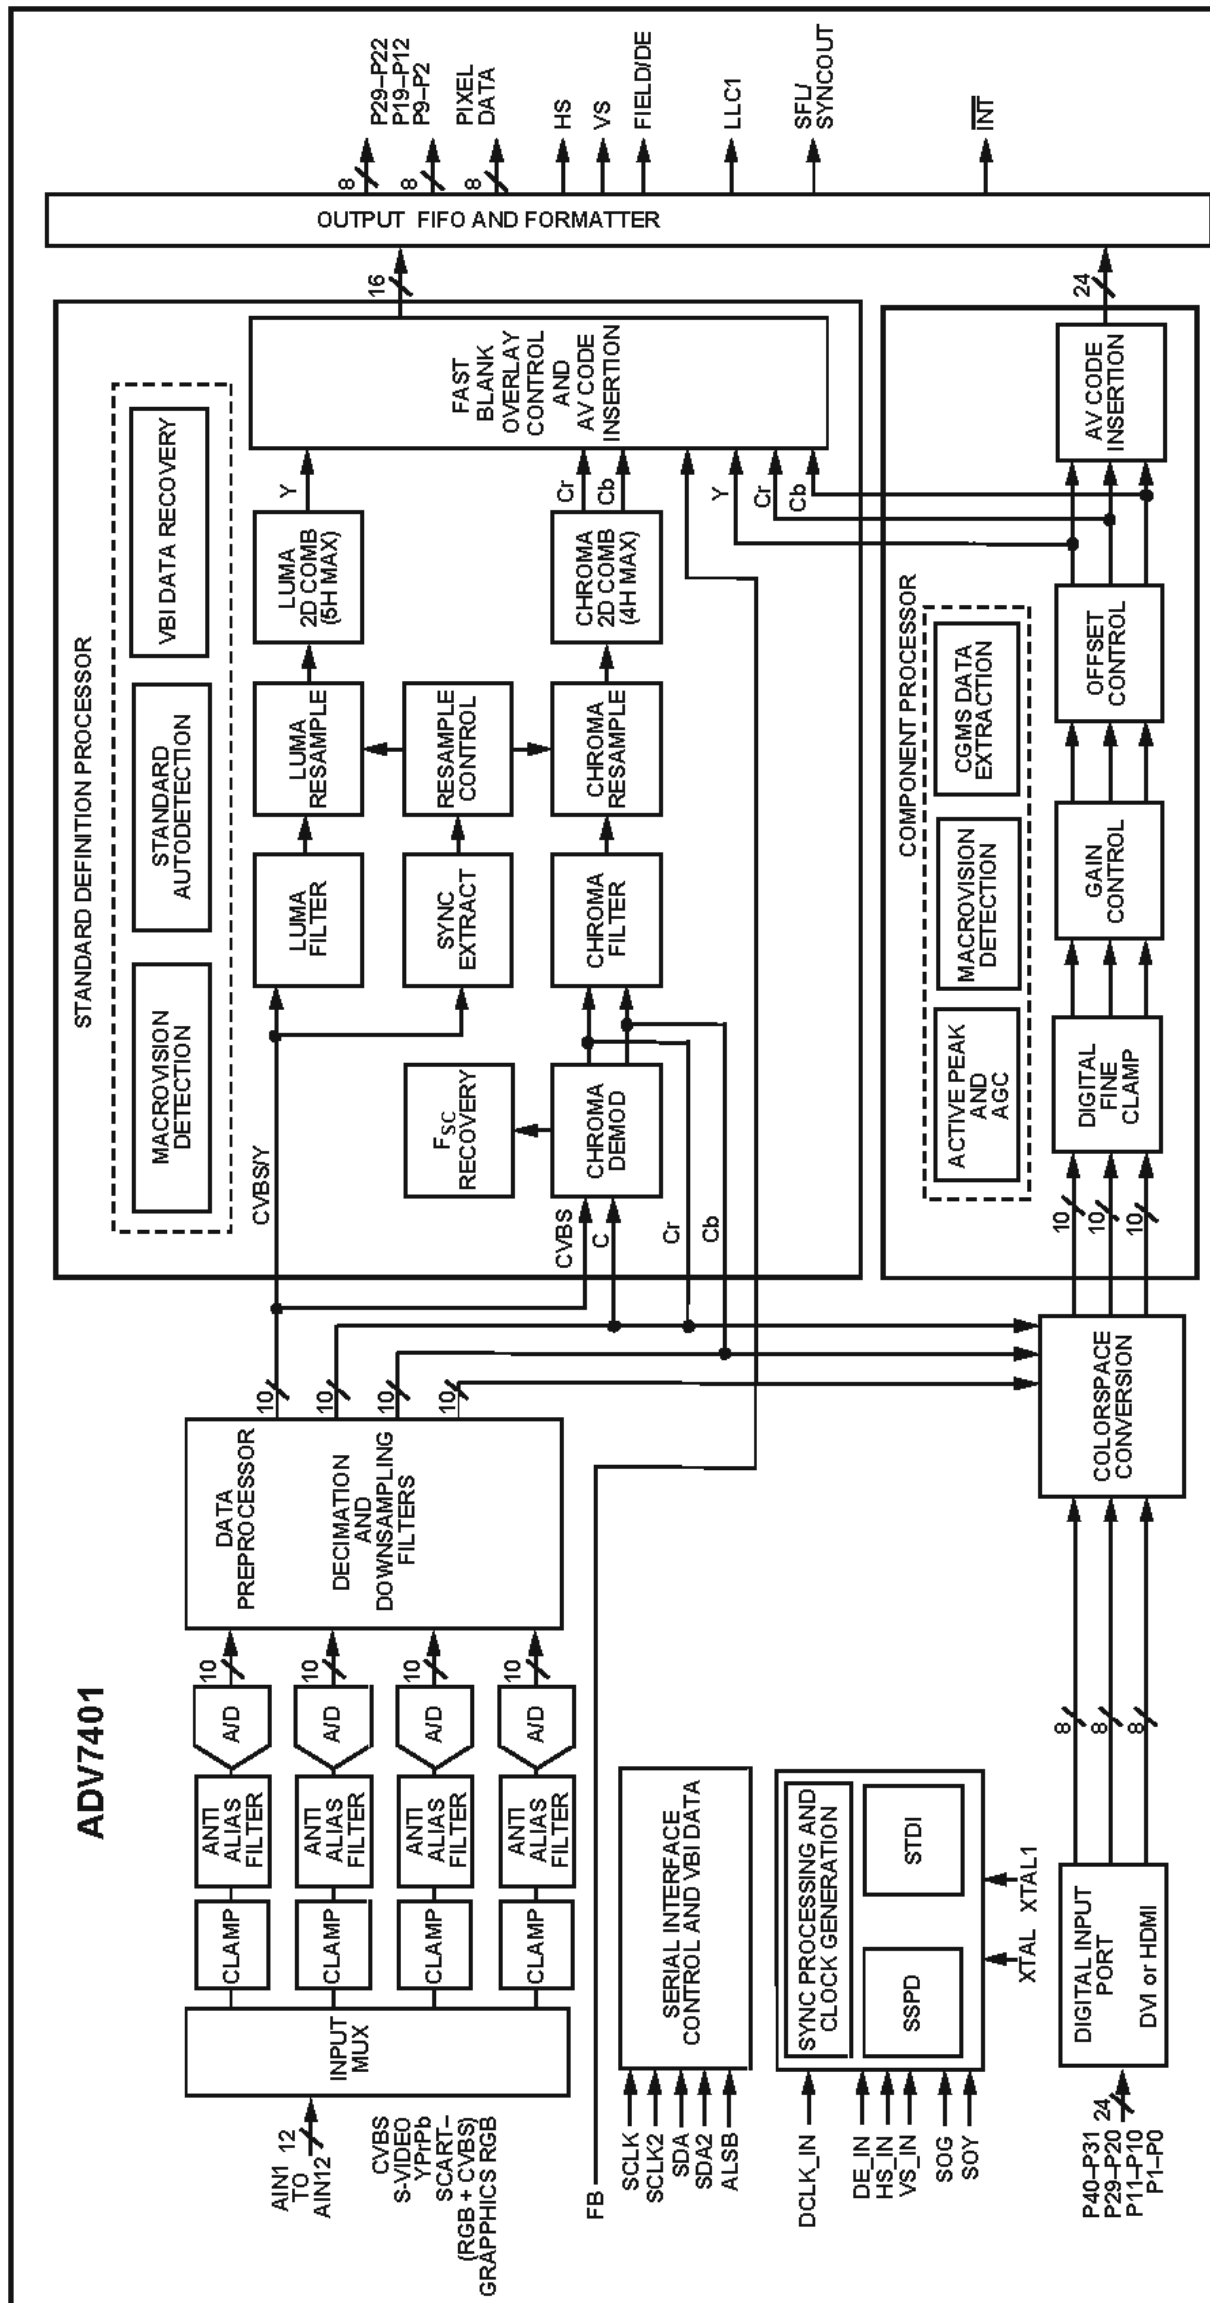 ADV7401
AIN1
TO
AIN12
12
CVBS
S-VIDEO
YPrPb
SCART–
(RGB + CVBS)
GRAPHICS RGB
INPUT
MUX
CLAMP
ANTI
ALIAS
FILTER
A/D
10
CLAMP
ANTI
ALIAS
FILTER
A/D
10
CLAMP
ANTI
ALIAS
FILTER
A/D
10
CLAMP
ANTI
ALIAS
FILTER
A/D
10
DATA
PREPROCESSOR
DECIMATION
AND
DOWNSAMPLING
FILTERS
10
10
10
10
FB
SCLK
SCLK2
SDA
SDA2
ALSB
SERIAL INTERFACE
CONTROL AND VBI DATA
DCLK_IN
DE_IN
HS_IN
VS_IN
SOG
SOY
SYNC PROCESSING AND
CLOCK GENERATION
SSPD
STDI
XTAL
XTAL1
P40–P31
P29–P20
P11–P10
P1–P0
24
DIGITAL INPUT
PORT
DVI or HDMI
8
8
8
COLORSPACE
CONVERSION
STANDARD DEFINITION PROCESSOR
MACROVISION
DETECTION
STANDARD
AUTODETECTION
VBI DATA RECOVERY
CVBS/Y
LUMA
FILTER
LUMA
RESAMPLE
LUMA
2D COMB
(5H MAX)
Y
SYNC
EXTRACT
RESAMPLE
CONTROL
FSC
RECOVERY
CVBS
C
CHROMA
DEMOD
CHROMA
FILTER
CHROMA
RESAMPLE
CHROMA
2D COMB
(4H MAX)
Cr
Cb
Cr
Cb
Y
Cr
Cb
FAST
BLANK
OVERLAY
CONTROL
AND
AV CODE
INSERTION
16
COMPONENT PROCESSOR
ACTIVE PEAK
AND
AGC
MACROVISION
DETECTION
CGMS DATA
EXTRACTION
10
10
10
DIGITAL
FINE
CLAMP
GAIN
CONTROL
OFFSET
CONTROL
AV CODE
INSERTION
24
OUTPUT FIFO AND FORMATTER
8
8
8
P29–P22
P19–P12
P9–P2
PIXEL
DATA
HS
VS
FIELD/DE
LLC1
SFL/
SYNCOUT
INT